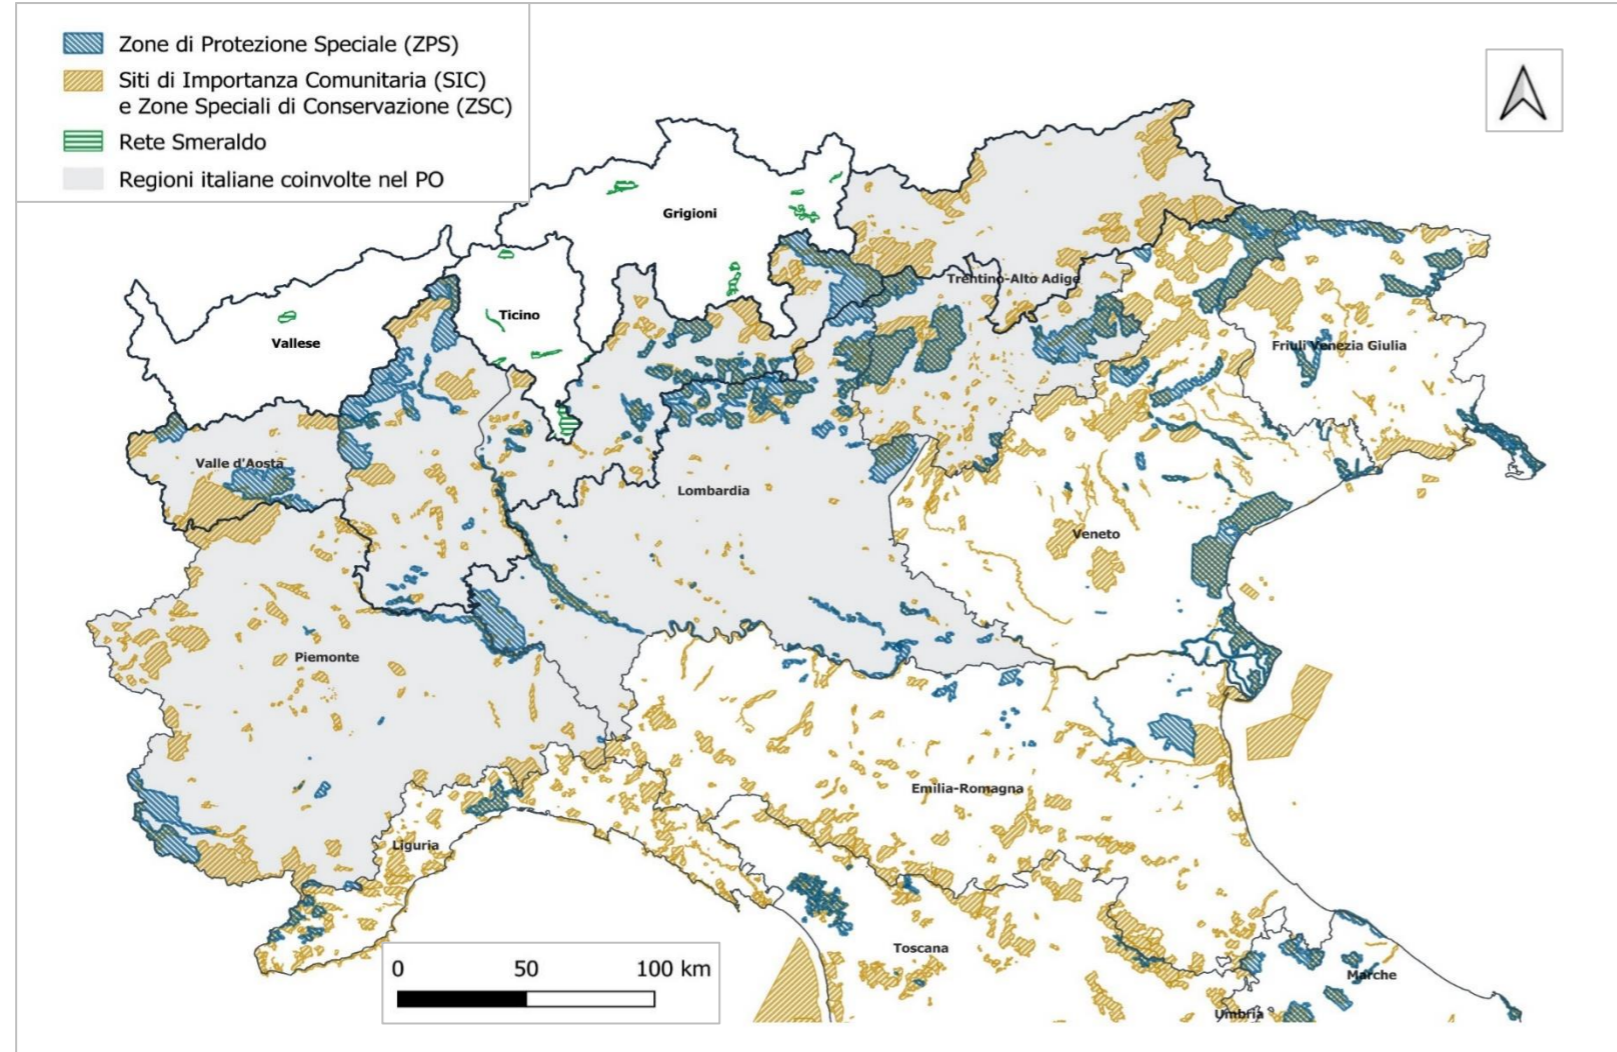 Zone di Protezione Speciale (ZPS)
Siti di Importanza Comunitaria (SIC)
e Zone Speciali di Conservazione (ZSC)
Rete Smeraldo
Regioni italiane coinvolte nel PO
Grigioni
Trentino-Alto Adige
Ticino
Vallese
Friuli Venezia Giulia
Valle d'Aosta
Lombardia
Veneto
Piemonte
Emilia-Romagna
Liguria
Toscana
Marche
Umbria
0 50 100 km